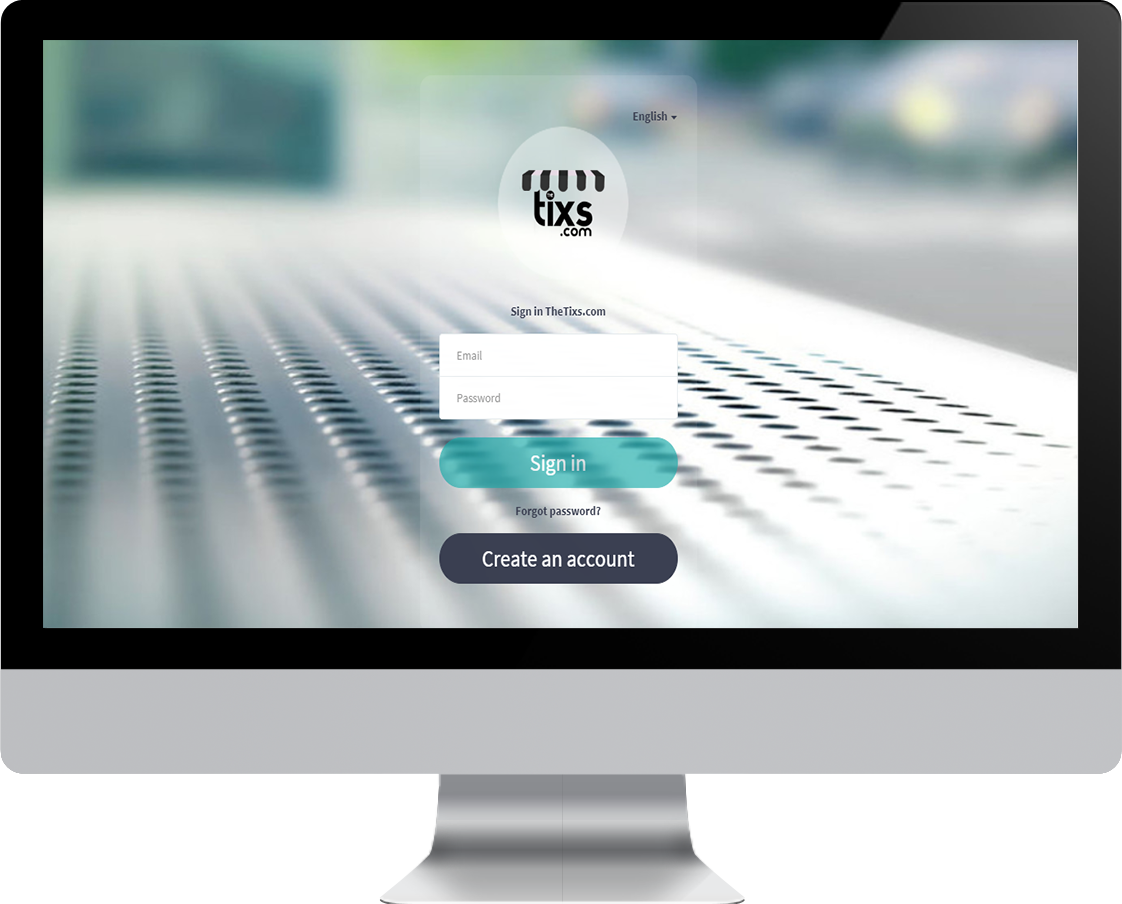 English
THE
tixs
.com
Sign in TheTixs.com
Email
Password
Sign in
Forgot password?
Create an account